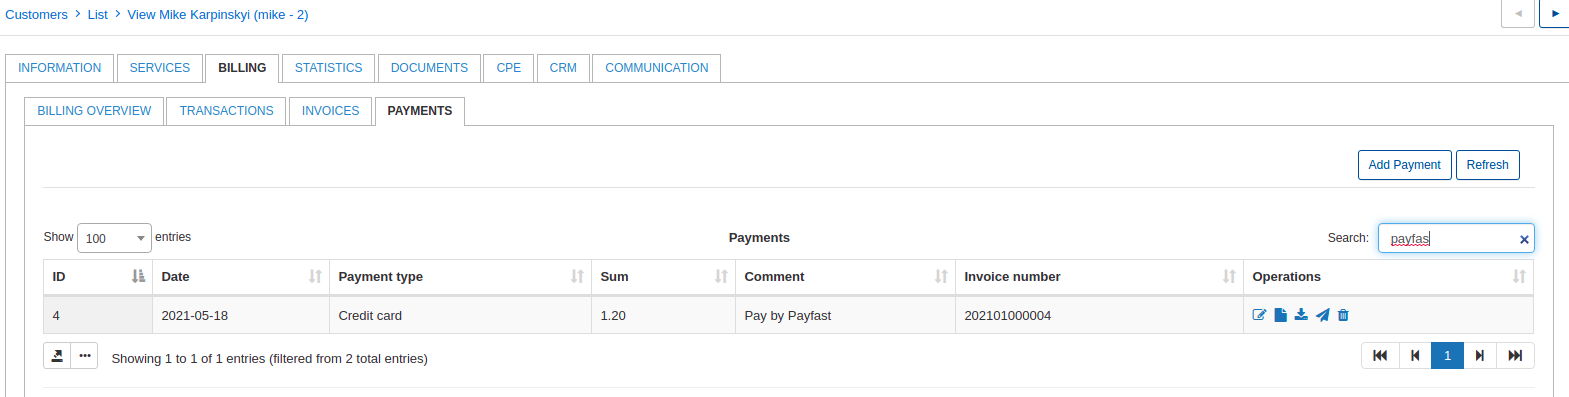 Customers > List > View Mike Karpinskyi (mike - 2)
INFORMATION SERVICES BILLING STATISTICS DOCUMENTS CPE CRM COMMUNICATION
BILLING OVERVIEW TRANSACTIONS INVOICES PAYMENTS
Add Payment Refresh
Show 100 entries Payments Search: payfas
ID Date Payment type Sum Comment Invoice number Operations
4 2021-05-18 Credit card 1.20 Pay by Payfast 202101000004
Showing 1 to 1 of 1 entries (filtered from 2 total entries) 1